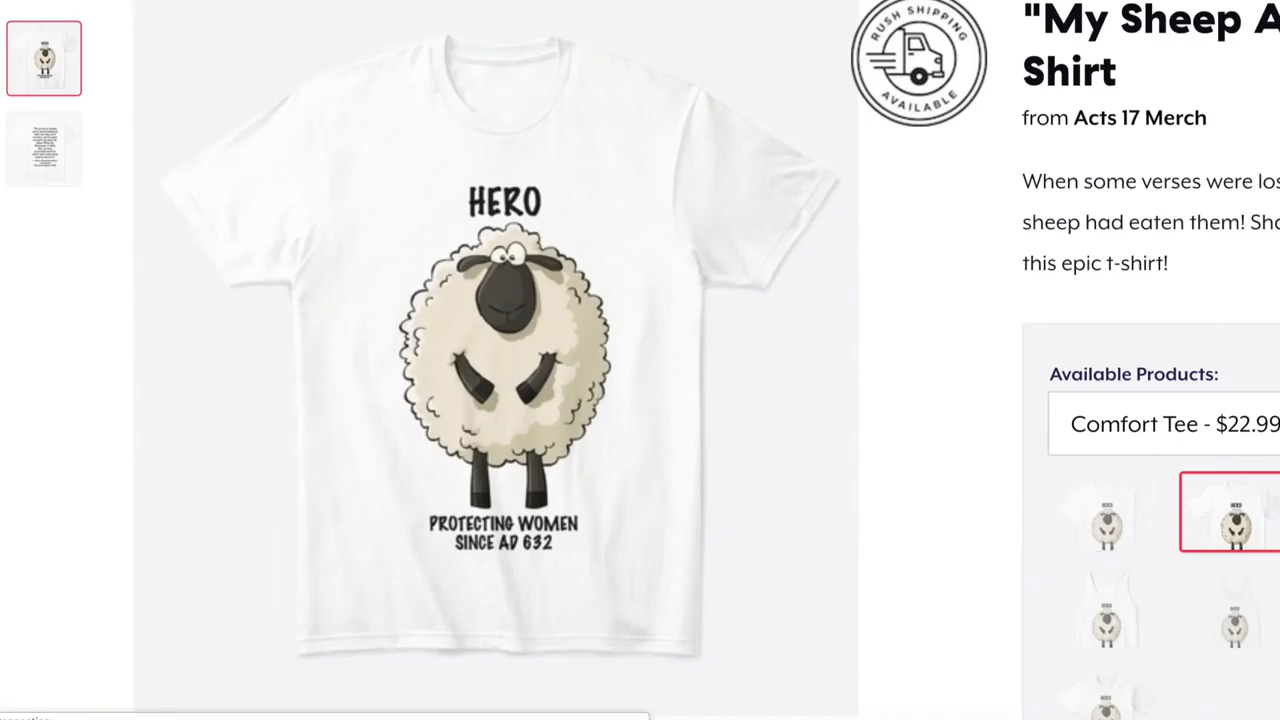 RUSH SHIPPING
AVAILABLE
"My Sheep A
Shirt
from Acts 17 Merch
When some verses were los
sheep had eaten them! Sho
this epic t-shirt!
HERO
PROTECTING WOMEN
SINCE AD 632
Available Products:
Comfort Tee - $22.99